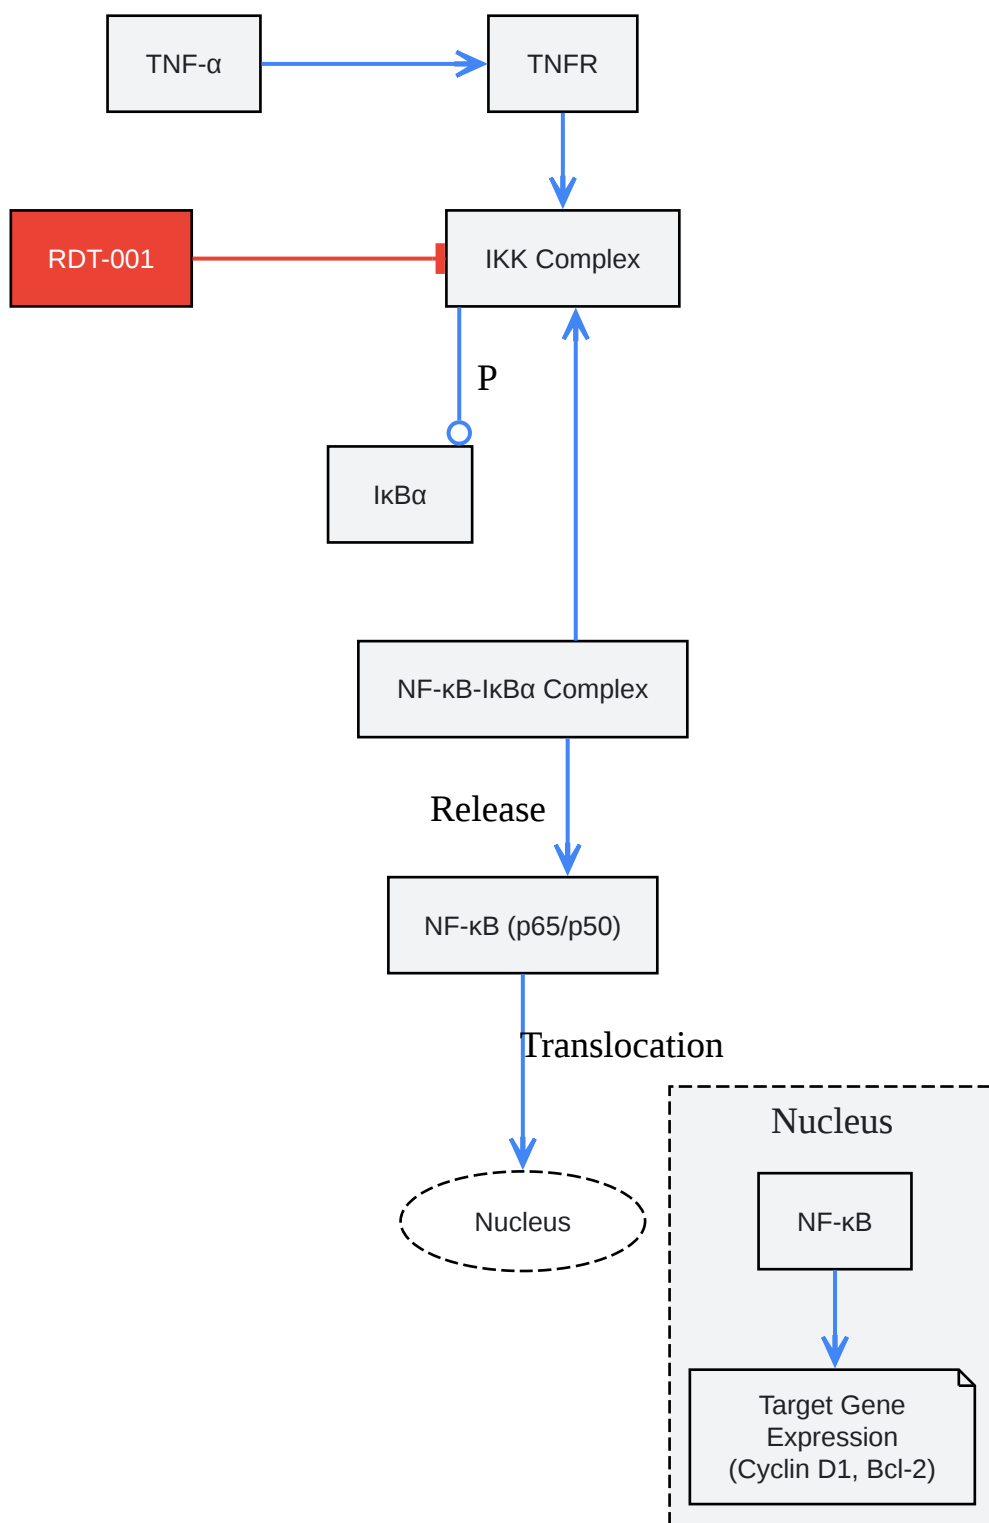 TNF-α
TNFR
RDT-001
IKK Complex
P
IκBα
NF-κB-IκBα Complex
Release
NF-κB (p65/p50)
Translocation
Nucleus
Nucleus
NF-κB
Target Gene
Expression
(Cyclin D1, Bcl-2)